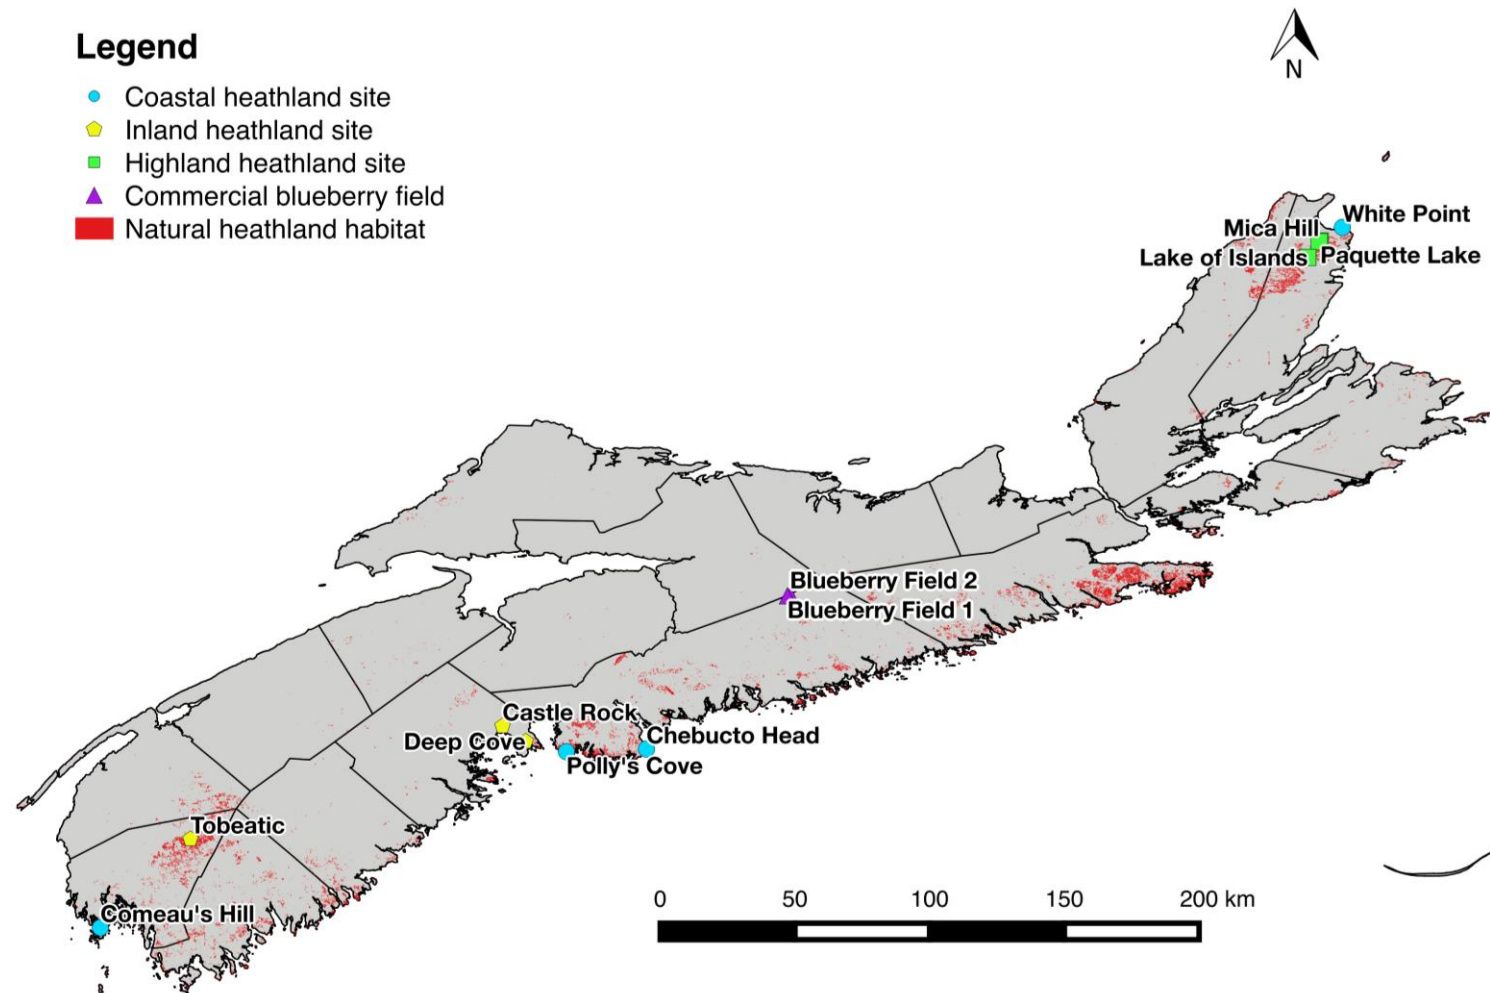 Legend
Coastal heathland site
Inland heathland site
Highland heathland site
Commercial blueberry field
Natural heathland habitat
N
White Point
Mica Hill
Lake of Islands
Paquette Lake
Blueberry Field 2
Blueberry Field 1
Castle Rock
Deep Cove
Chebucto Head
Polly's Cove
Tobeatic
Comeau's Hill
0 50 100 150 200 km